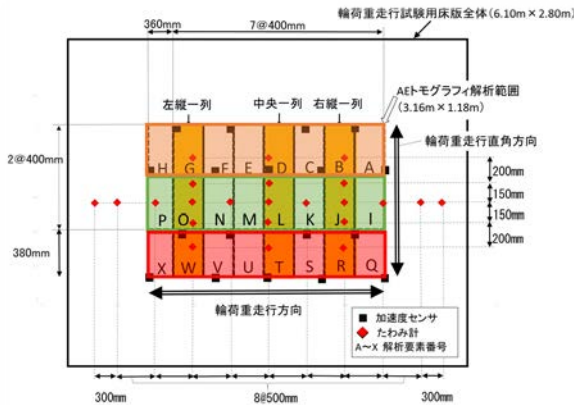 輪荷重走行試験用床版全体(6.10m×2.80m)
360mm
7@400mm
AEトモグラフィ解析範囲
(3.16m×1.18m)
左縦一列
中央一列
右縦一列
輪荷重走行直角方向
2@400mm
H G F E D C B A
200mm
150mm
P O N M L K J I
150mm
200mm
380mm
X W V U T S R Q
輪荷重走行方向
加速度センサ
たわみ計
A～X 解析要素番号
300mm
8@500mm
300mm